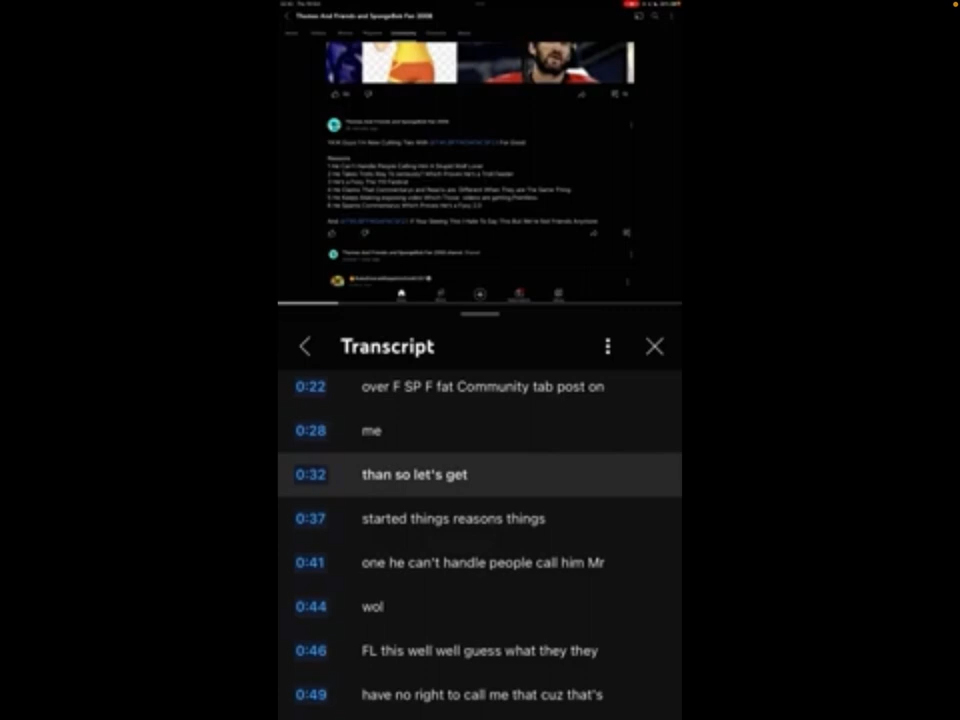 Thomas And Friends and SpongeBob Fan 2008
Home Videos Playlists Community Channels About
Thomas And Friends and SpongeBob Fan 2008
Guys I'm Now Cutting Ties With For Good
Reasons
1 He Can't Handle People Calling Him A Stupid Wolf Lover
2 He Takes Trolls Way To seriously? Which Proves He's a Troll Feeder
3 He's a Foxy The
4 He Claims That Commentarys and Reacts are Different When They are The Same Thing
5 He Keeps Making exposing video Which Those videos are getting Pointless
6 He Spams Commentarys Which Proves He's a Foxy 2.0
And If Your Seeing This I Hate To Say This But We're Not Friends Anymore
Thomas And Friends and SpongeBob Fan 2008 shared
Transcript
0:22 over F SP F fat Community tab post on
0:28 me
0:32 than so let's get
0:37 started things reasons things
0:41 one he can't handle people call him Mr
0:44 wol
0:46 FL this well well guess what they they
0:49 have no right to call me that cuz that's